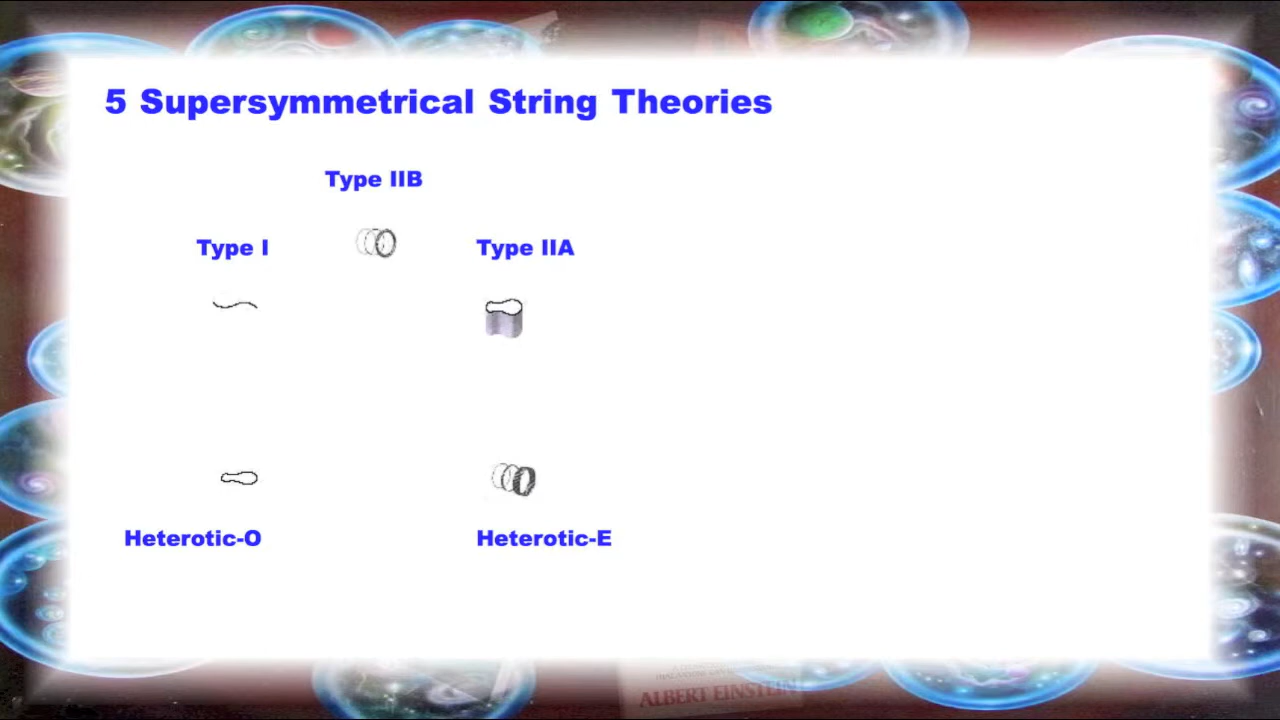 5 Supersymmetrical String Theories
Type IIB
Type I
Type IIA
Heterotic-O
Heterotic-E
ALBERT EINSTEIN